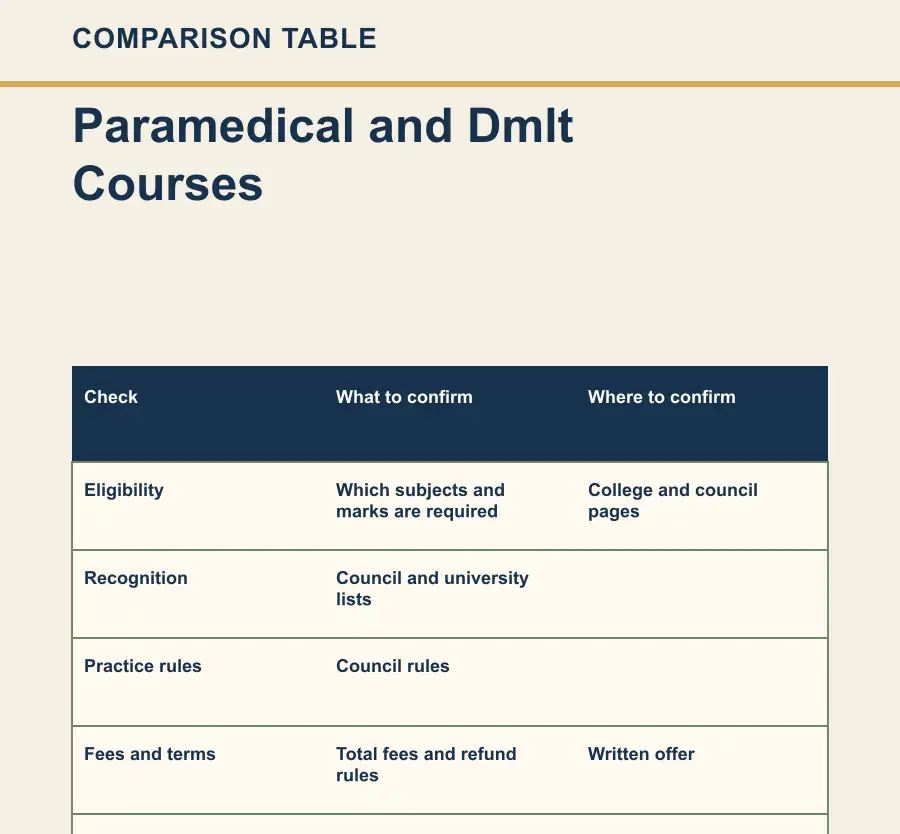 COMPARISON TABLE
Paramedical and Dmlt
Courses
Check
What to confirm
Where to confirm
Eligibility
Which subjects and
marks are required
College and council
pages
Recognition
Council and university
lists
Practice rules
Council rules
Fees and terms
Total fees and refund
rules
Written offer